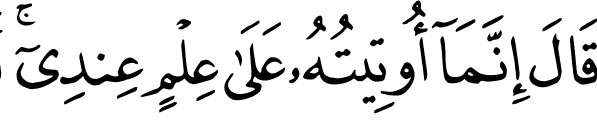 قَالَ إِنَّمَآ أُوتِيتُهُۥ عَلَىٰ عِلْمٍ عِندِىٓ ۚ